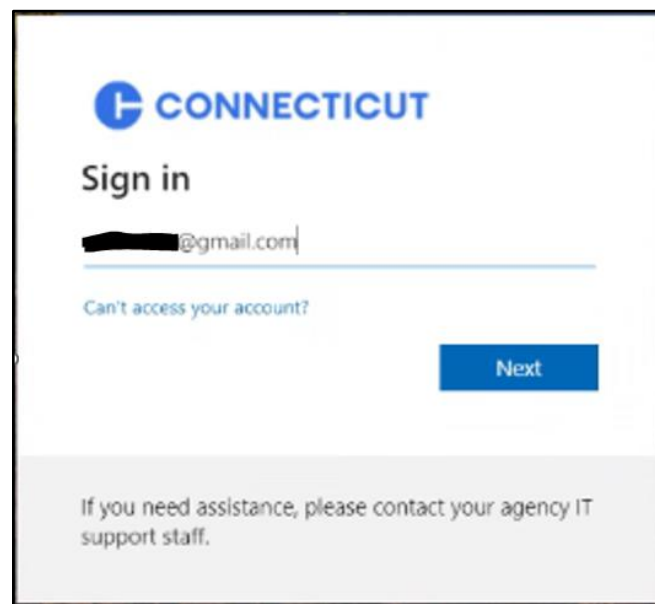 CONNECTICUT
Sign in
@gmail.com
Can't access your account?
Next
If you need assistance, please contact your agency IT
support staff.